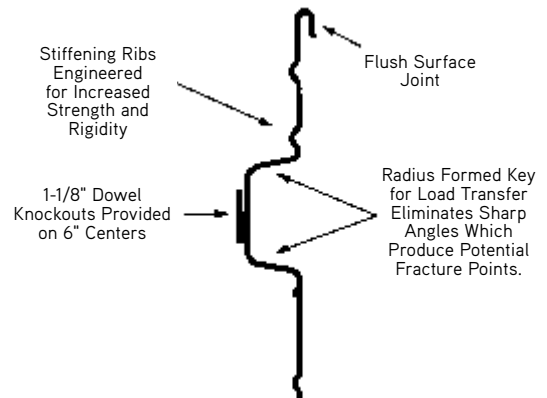 Stiffening Ribs
Engineered
for Increased
Strength and
Rigidity
Flush Surface
Joint
1-1/8" Dowel
Knockouts Provided
on 6" Centers
Radius Formed Key
for Load Transfer
Eliminates Sharp
Angles Which
Produce Potential
Fracture Points.